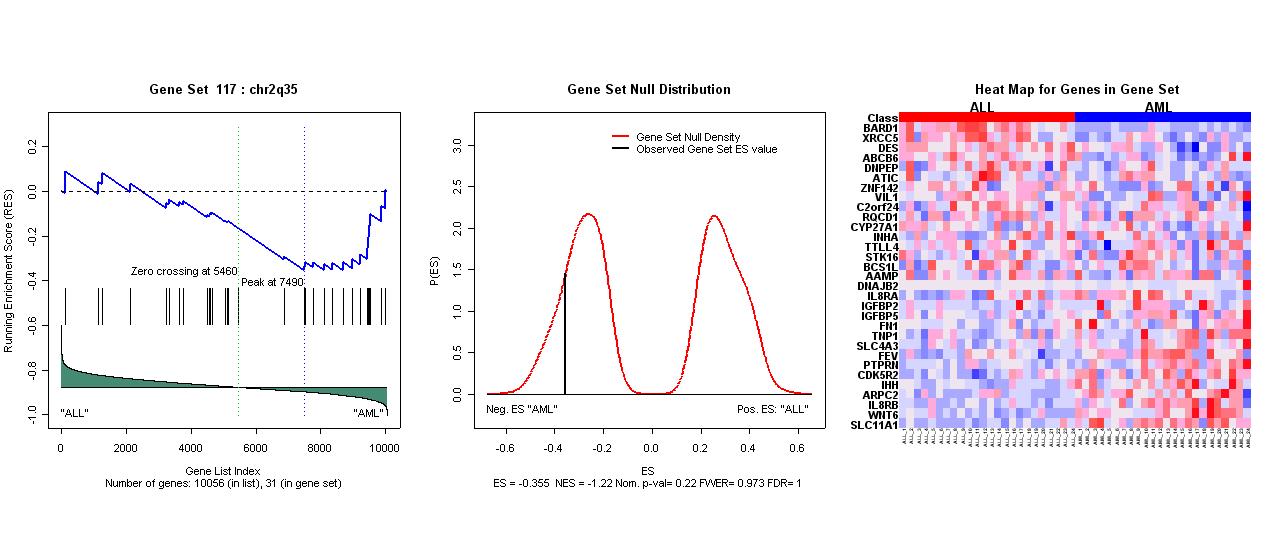 Gene Set 117 : chr2q35
Running Enrichment Score (RES)
0.2
0.0
-0.2
-0.4
-0.6
-0.8
-1.0
Zero crossing at 5460
Peak at 7490
"ALL"
"AML"
0
2000
4000
6000
8000
10000
Gene List Index
Number of genes: 10056 (in list), 31 (in gene set)
Gene Set Null Distribution
P(ES)
3.0
2.5
2.0
1.5
1.0
0.5
0.0
Gene Set Null Density
Observed Gene Set ES value
Neg. ES "AML"
Pos. ES: "ALL"
-0.6
-0.4
-0.2
0.0
0.2
0.4
0.6
ES
ES = -0.355 NES = -1.22 Nom. p-val= 0.22 FWER= 0.973 FDR= 1
Heat Map for Genes in Gene Set
ALL
AML
Class
BARD1
XRCC5
DES
ABCB6
DNPEP
ATIC
ZNF142
VIL1
C2orf24
RQCD1
CYP27A1
INHA
TTLL4
STK16
BCS1L
AAMP
DNAJB2
IL8RA
IGFBP2
IGFBP5
FN1
TNP1
SLC4A3
FEV
PTPRN
CDK5R2
IHH
ARPC2
IL8RB
WNT6
SLC11A1